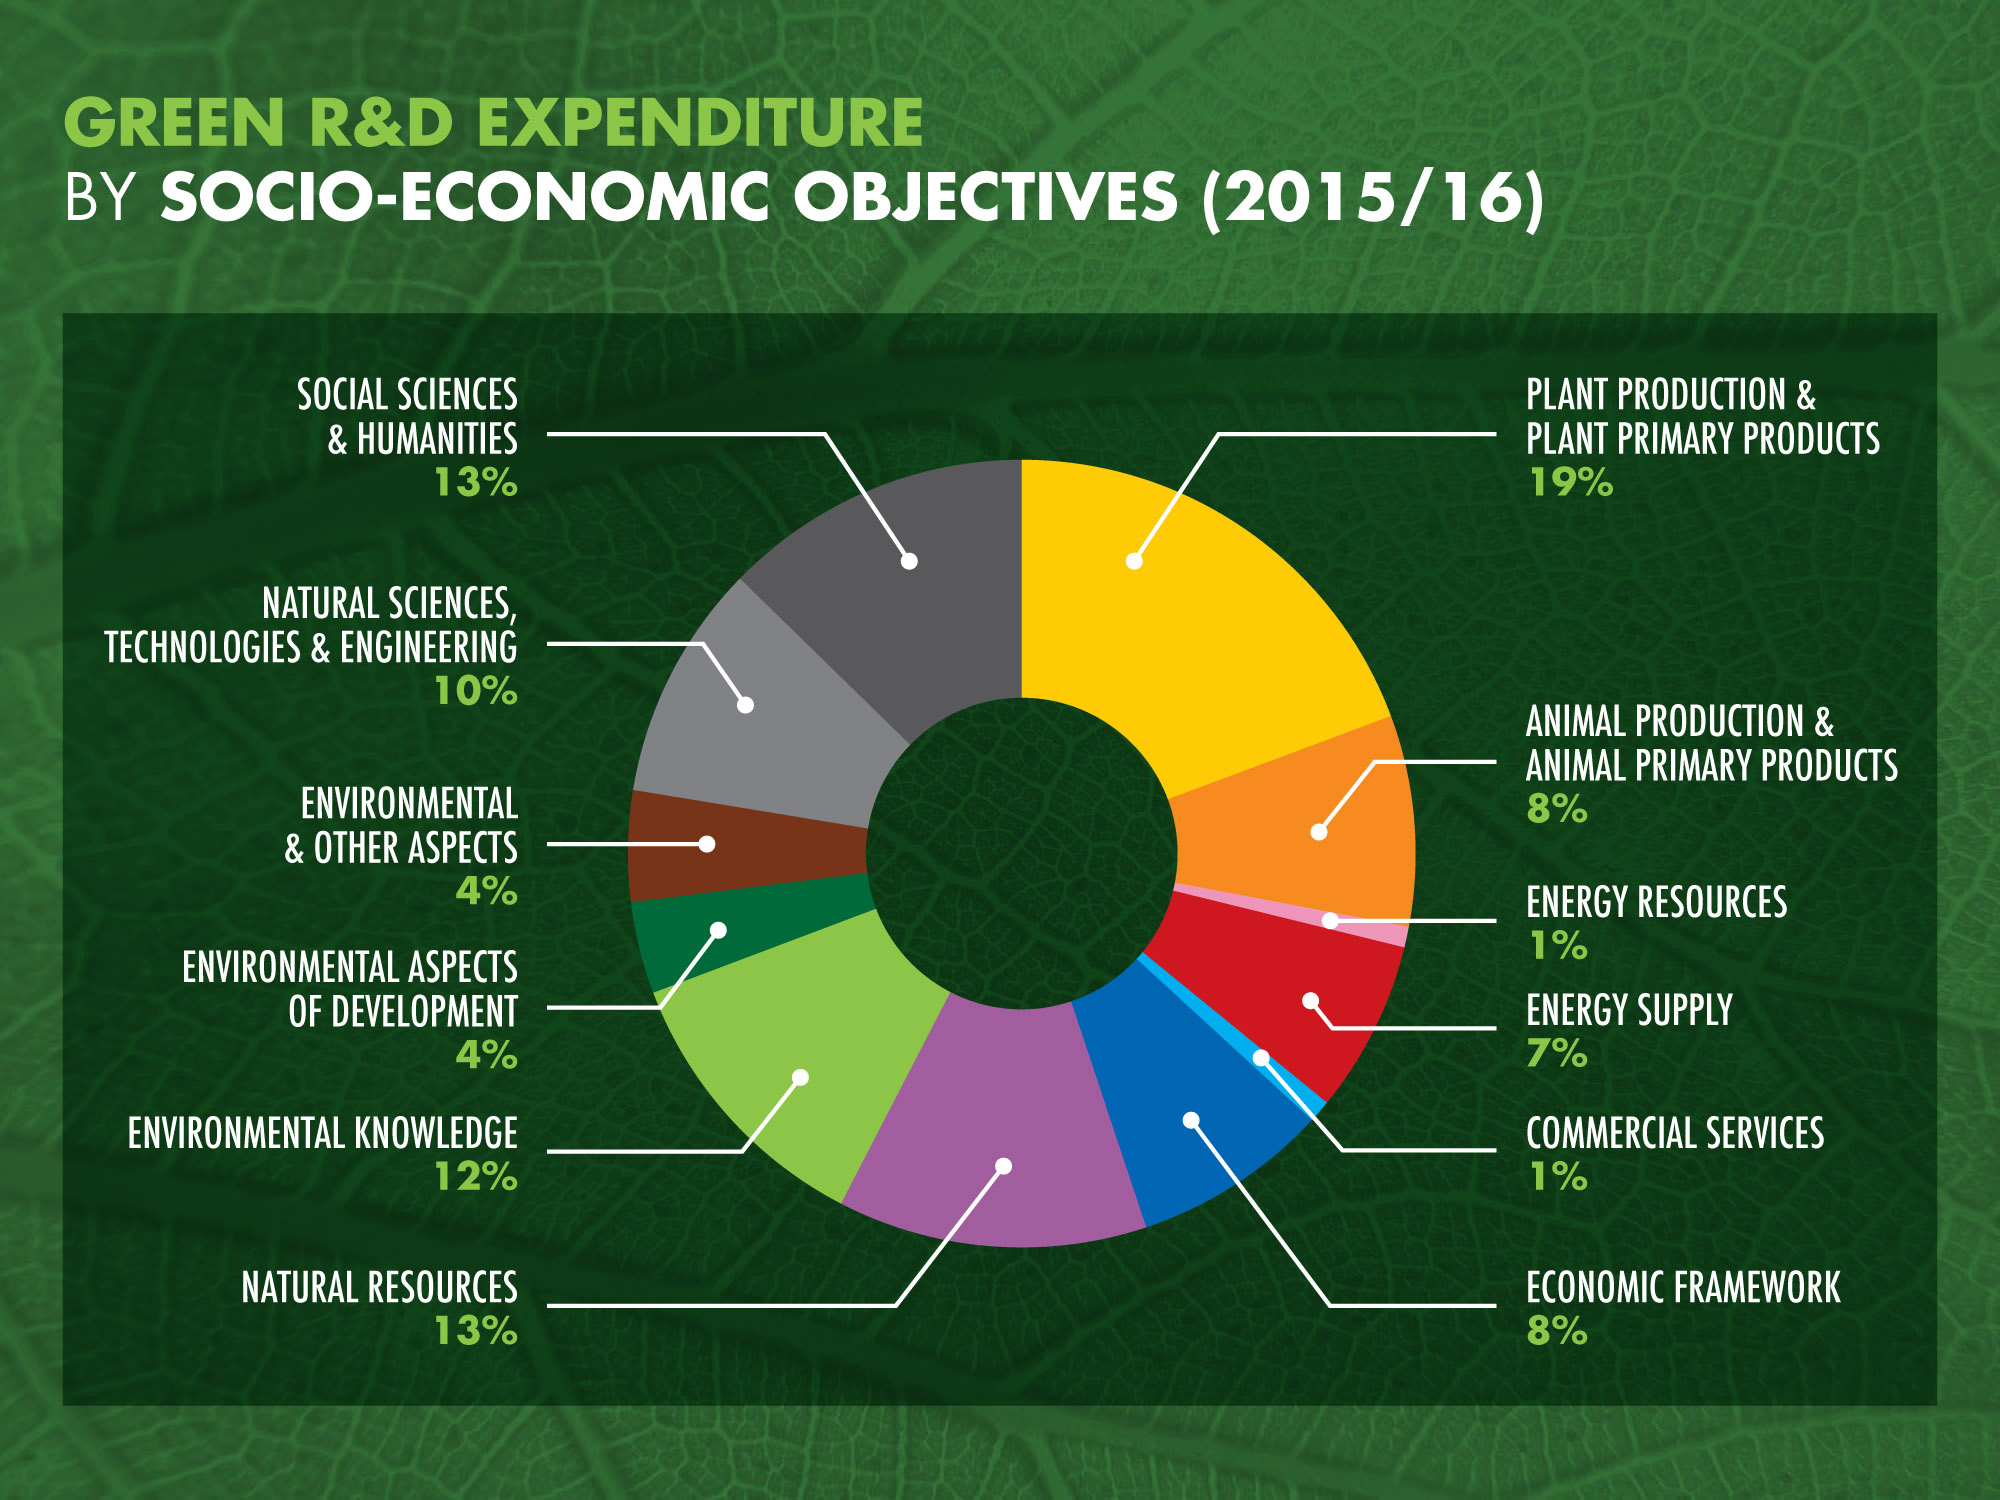 GREEN R&D EXPENDITURE
BY SOCIO-ECONOMIC OBJECTIVES (2015/16)
SOCIAL SCIENCES
& HUMANITIES
13%
NATURAL SCIENCES,
TECHNOLOGIES & ENGINEERING
10%
ENVIRONMENTAL
& OTHER ASPECTS
4%
ENVIRONMENTAL ASPECTS
OF DEVELOPMENT
4%
ENVIRONMENTAL KNOWLEDGE
12%
NATURAL RESOURCES
13%
PLANT PRODUCTION &
PLANT PRIMARY PRODUCTS
19%
ANIMAL PRODUCTION &
ANIMAL PRIMARY PRODUCTS
8%
ENERGY RESOURCES
1%
ENERGY SUPPLY
7%
COMMERCIAL SERVICES
1%
ECONOMIC FRAMEWORK
8%